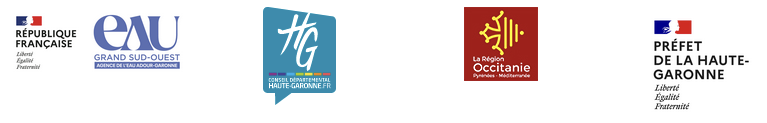 RÉPUBLIQUE
FRANÇAISE
Liberté
Égalité
Fraternité
eAU
GRAND SUD-OUEST
AGENCE DE L'EAU ADOUR-GARONNE
HG
CONSEIL DÉPARTEMENTAL
HAUTE-GARONNE.FR
La Région
Occitanie
Pyrénées - Méditerranée
PRÉFET
DE LA HAUTE-
GARONNE
Liberté
Égalité
Fraternité